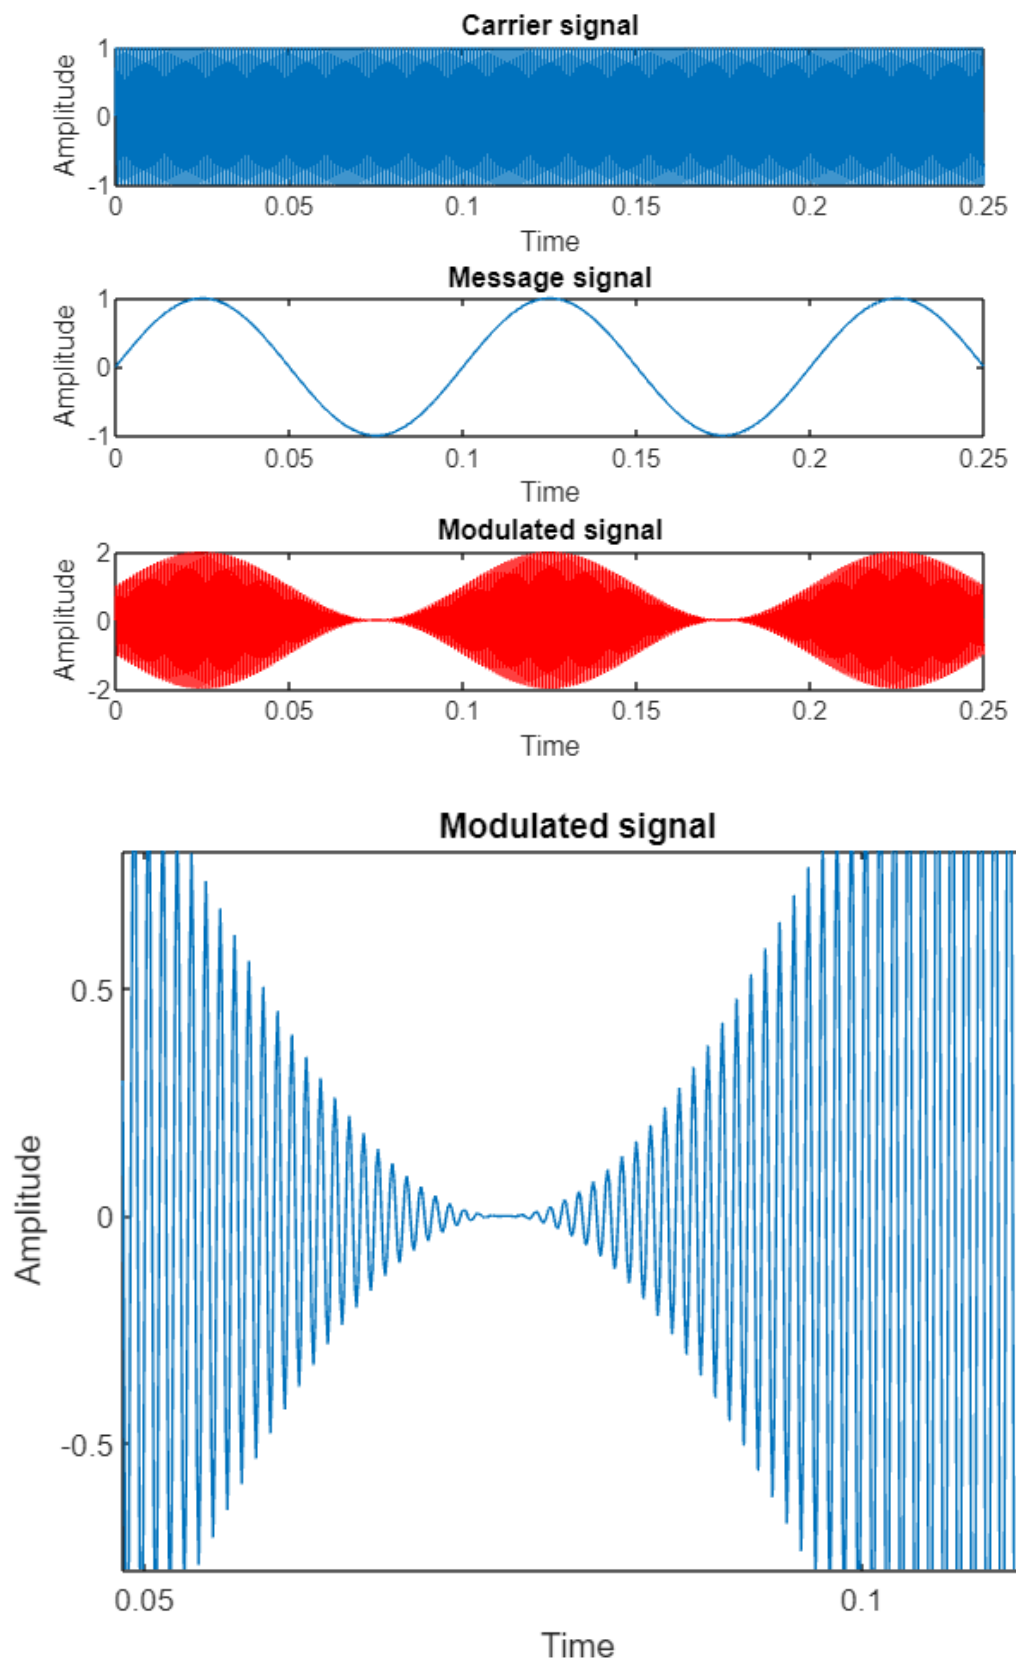 Carrier signal
1
0
-1
Amplitude
0 0.05 0.1 0.15 0.2 0.25
Time
Message signal
1
0
-1
Amplitude
0 0.05 0.1 0.15 0.2 0.25
Time
Modulated signal
2
0
-2
Amplitude
0 0.05 0.1 0.15 0.2 0.25
Time
Modulated signal
0.5
0
-0.5
Amplitude
0.05 0.1
Time